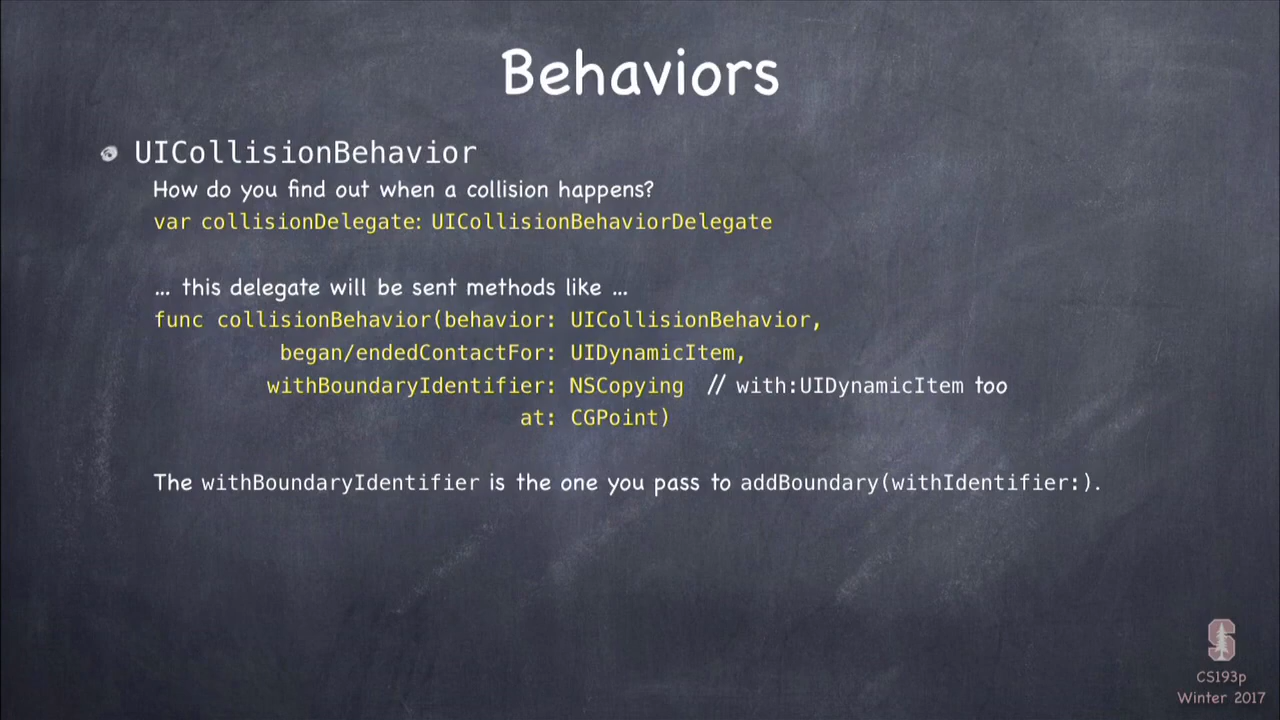 Behaviors
UICollisionBehavior
How do you find out when a collision happens?
var collisionDelegate: UICollisionBehaviorDelegate
... this delegate will be sent methods like ...
func collisionBehavior(behavior: UICollisionBehavior,
began/endedContactFor: UIDynamicItem,
withBoundaryIdentifier: NSCopying // with:UIDynamicItem too
at: CGPoint)
The withBoundaryIdentifier is the one you pass to addBoundary(withIdentifier:).
S
CS193p
Winter 2017